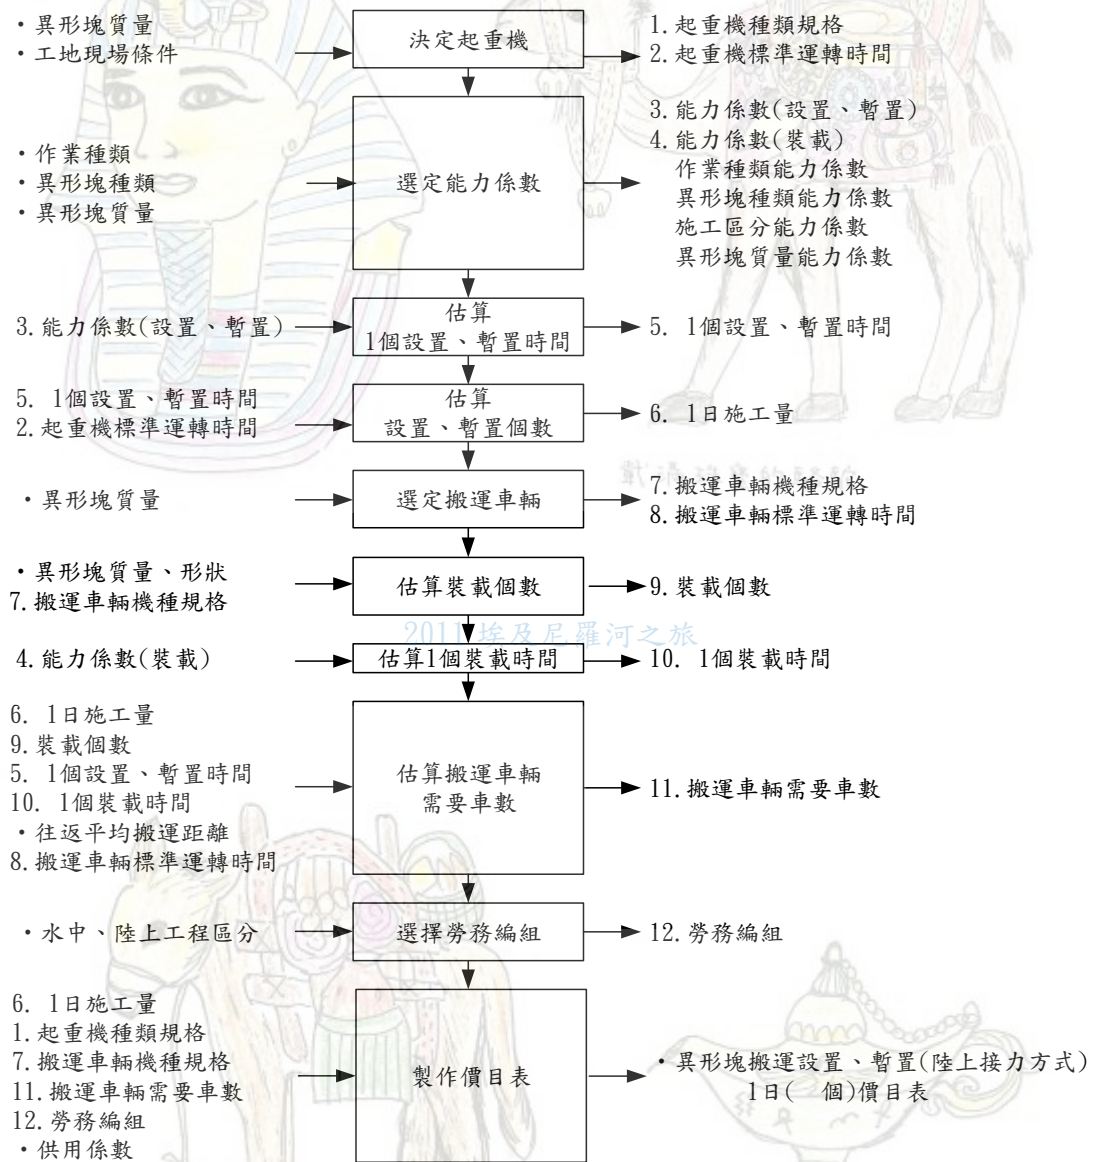 ・異形塊質量
・工地現場條件
決定起重機
1.起重機種類規格
2.起重機標準運轉時間
・作業種類
・異形塊種類
・異形塊質量
選定能力係數
3.能力係數(設置、暫置)
4.能力係數(裝載)
作業種類能力係數
異形塊種類能力係數
施工區分能力係數
異形塊質量能力係數
3.能力係數(設置、暫置)
估算
1個設置、暫置時間
5. 1個設置、暫置時間
5. 1個設置、暫置時間
2.起重機標準運轉時間
估算
設置、暫置個數
6. 1日施工量
・異形塊質量
選定搬運車輛
7.搬運車輛機種規格
8.搬運車輛標準運轉時間
・異形塊質量、形狀
7.搬運車輛機種規格
估算裝載個數
9.裝載個數
2011 埃及尼羅河之旅
4.能力係數(裝載)
估算1個裝載時間
10. 1個裝載時間
6. 1日施工量
9.裝載個數
5. 1個設置、暫置時間
10. 1個裝載時間
・往返平均搬運距離
8.搬運車輛標準運轉時間
估算搬運車輛
需要車數
11.搬運車輛需要車數
・水中、陸上工程區分
選擇勞務編組
12.勞務編組
6. 1日施工量
1.起重機種類規格
7.搬運車輛機種規格
11.搬運車輛需要車數
12.勞務編組
・供用係數
製作價目表
・異形塊搬運設置、暫置(陸上接力方式)
1日(　個)價目表